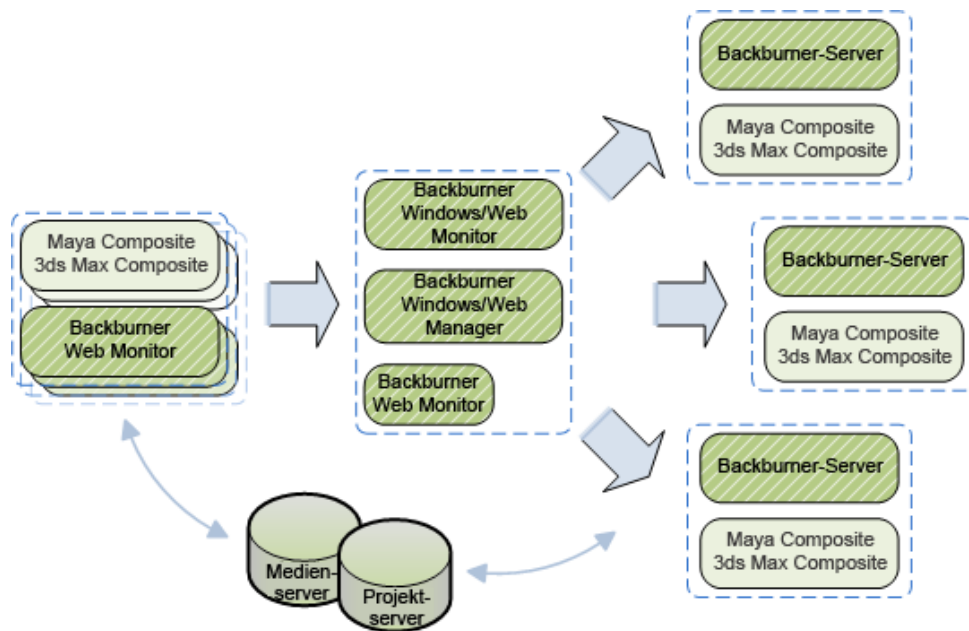 Maya Composite
3ds Max Composite
Backburner
Web Monitor
Backburner
Windows/Web
Monitor
Backburner
Windows/Web
Manager
Backburner
Web Monitor
Backburner-Server
Maya Composite
3ds Max Composite
Backburner-Server
Maya Composite
3ds Max Composite
Backburner-Server
Maya Composite
3ds Max Composite
Medien-
server
Projekt-
server